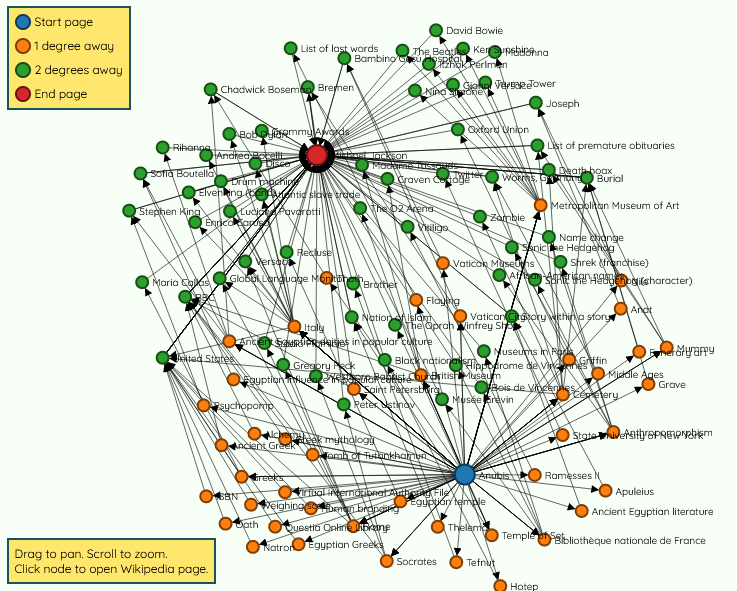 Start page
1 degree away
2 degrees away
End page
David Bowie
List of last words
The Beatles
Ken Sunshine
Madonna
Bambino Gesù Hospital
Itzhak Perlman
Chadwick Boseman
Bremen
Nina Simone
Gianni Versace
Trump Tower
Joseph
Bob Dylan
Grammy Awards
Oxford Union
Rihanna
Andrea Bocelli
Michael Jackson
List of premature obituaries
Disco
Madame Tussauds
Sofia Boutella
Drum machine
Craven Cottage
Twitter
Death hoax
Burial
Elvenking (band)
Atlantic slave trade
Stephen King
Luciano Pavarotti
The O2 Arena
Zombie
Metropolitan Museum of Art
Enrico Caruso
Vitiligo
Name change
Recluse
Sonic the Hedgehog
Versace
Vatican Museums
Shrek (franchise)
Maria Callas
Global Language Monitor
Thoth
Brother
African-American names
Sonic the Hedgehog (character)
BBC
Flaying
Anat
Italy
Nation of Islam
The Oprah Winfrey Show
Vatican City
Story within a story
Ancient Egyptian deities in popular culture
Museums in Paris
Mummy
Funerary art
United States
Gregory Peck
Black nationalism
Hippodrome de Vincennes
Griffin
Egyptian influence in popular culture
Westboro Baptist Church
British Museum
Middle Ages
Saint Petersburg
Bois de Vincennes
Grave
Psychopomp
Peter Ustinov
Musée Grévin
Cemetery
Alchemy
Greek mythology
State University of New York
Anthropomorphism
Ancient Greek
Tomb of Tutankhamun
Greeks
Anubis
Ramesses II
ISBN
Virtual International Authority File
Apuleius
Weighing
Human branding
Egyptian temple
Ancient Egyptian literature
Oath
Questia Online Library
Thelema
Temple of Set
Natron
Egyptian Greeks
Bibliothèque nationale de France
Socrates
Tefnut
Hotep
Drag to pan. Scroll to zoom.
Click node to open Wikipedia page.